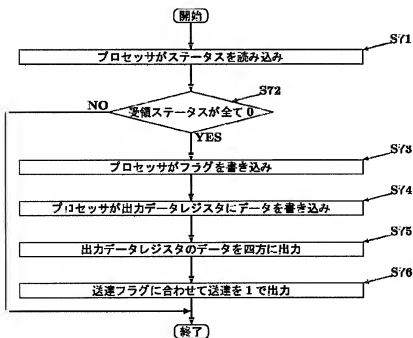 開始
S71
プロセッサがステータスを読み込み
S72
NO
受領ステータスが全て 0
YES
S73
プロセッサがフラグを書き込み
S74
プロセッサが出力データレジスタにデータを書き込み
S75
出力データレジスタのデータを四方に出力
S76
送達フラグに合わせて送達を 1 で出力
終了